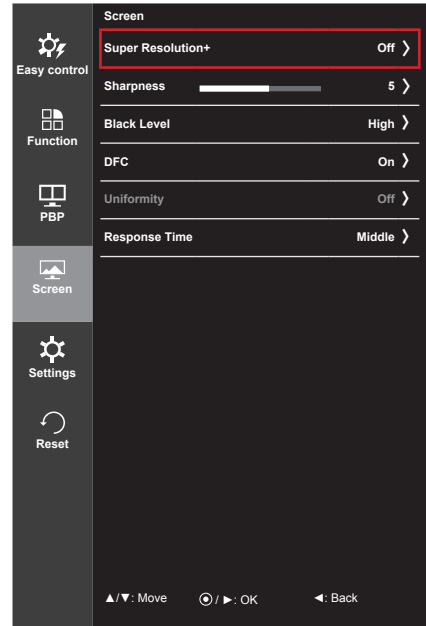 Easy control
Function
PBP
Screen
Settings
Reset
Screen
Super Resolution+ Off ❯
Sharpness 5 ❯
Black Level High ❯
DFC On ❯
Uniformity Off ❯
Response Time Middle ❯
▲/▼: Move ⦿ / ►: OK ◄: Back